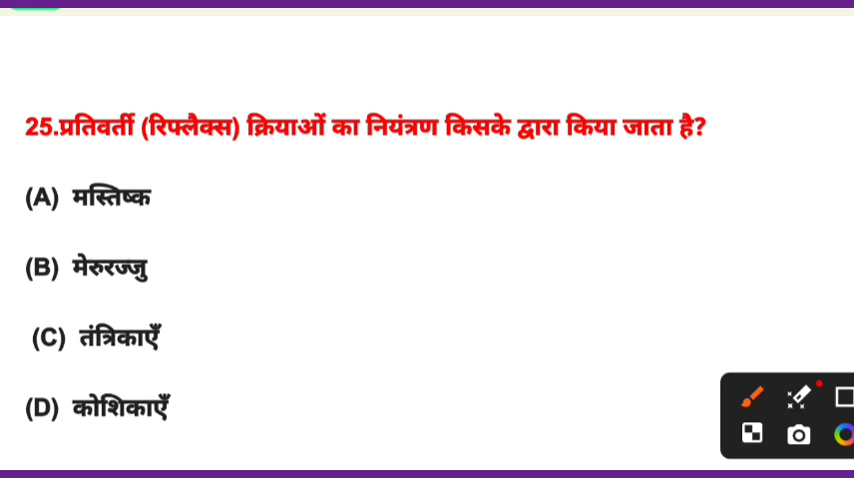 25.प्रतिवर्ती (रिफ्लैक्स) क्रियाओं का नियंत्रण किसके द्वारा किया जाता है?
(A) मस्तिष्क
(B) मेरुरज्जु
(C) तंत्रिकाएँ
(D) कोशिकाएँ